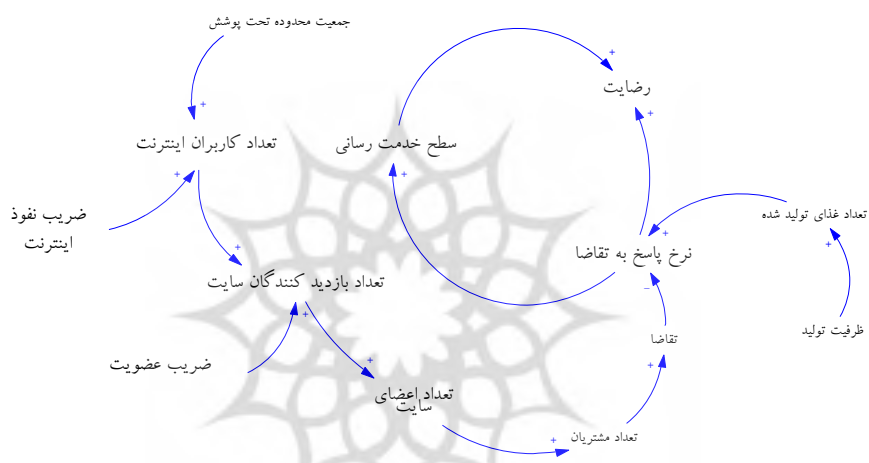 جمعیت محدوده تحت پوشش
+
+
رضایت
+
+
تعداد کاربران اینترنت
سطح خدمت رسانی
+
+
ضریب نفوذ
اینترنت
تعداد غذای تولید شده
+
+
+
نرخ پاسخ به تقاضا
تعداد بازدید کنندگان سایت
-
+
ظرفیت تولید
تقاضا
ضریب عضویت
+
+
تعداد اعضای
سایت
تعداد مشتریان
+